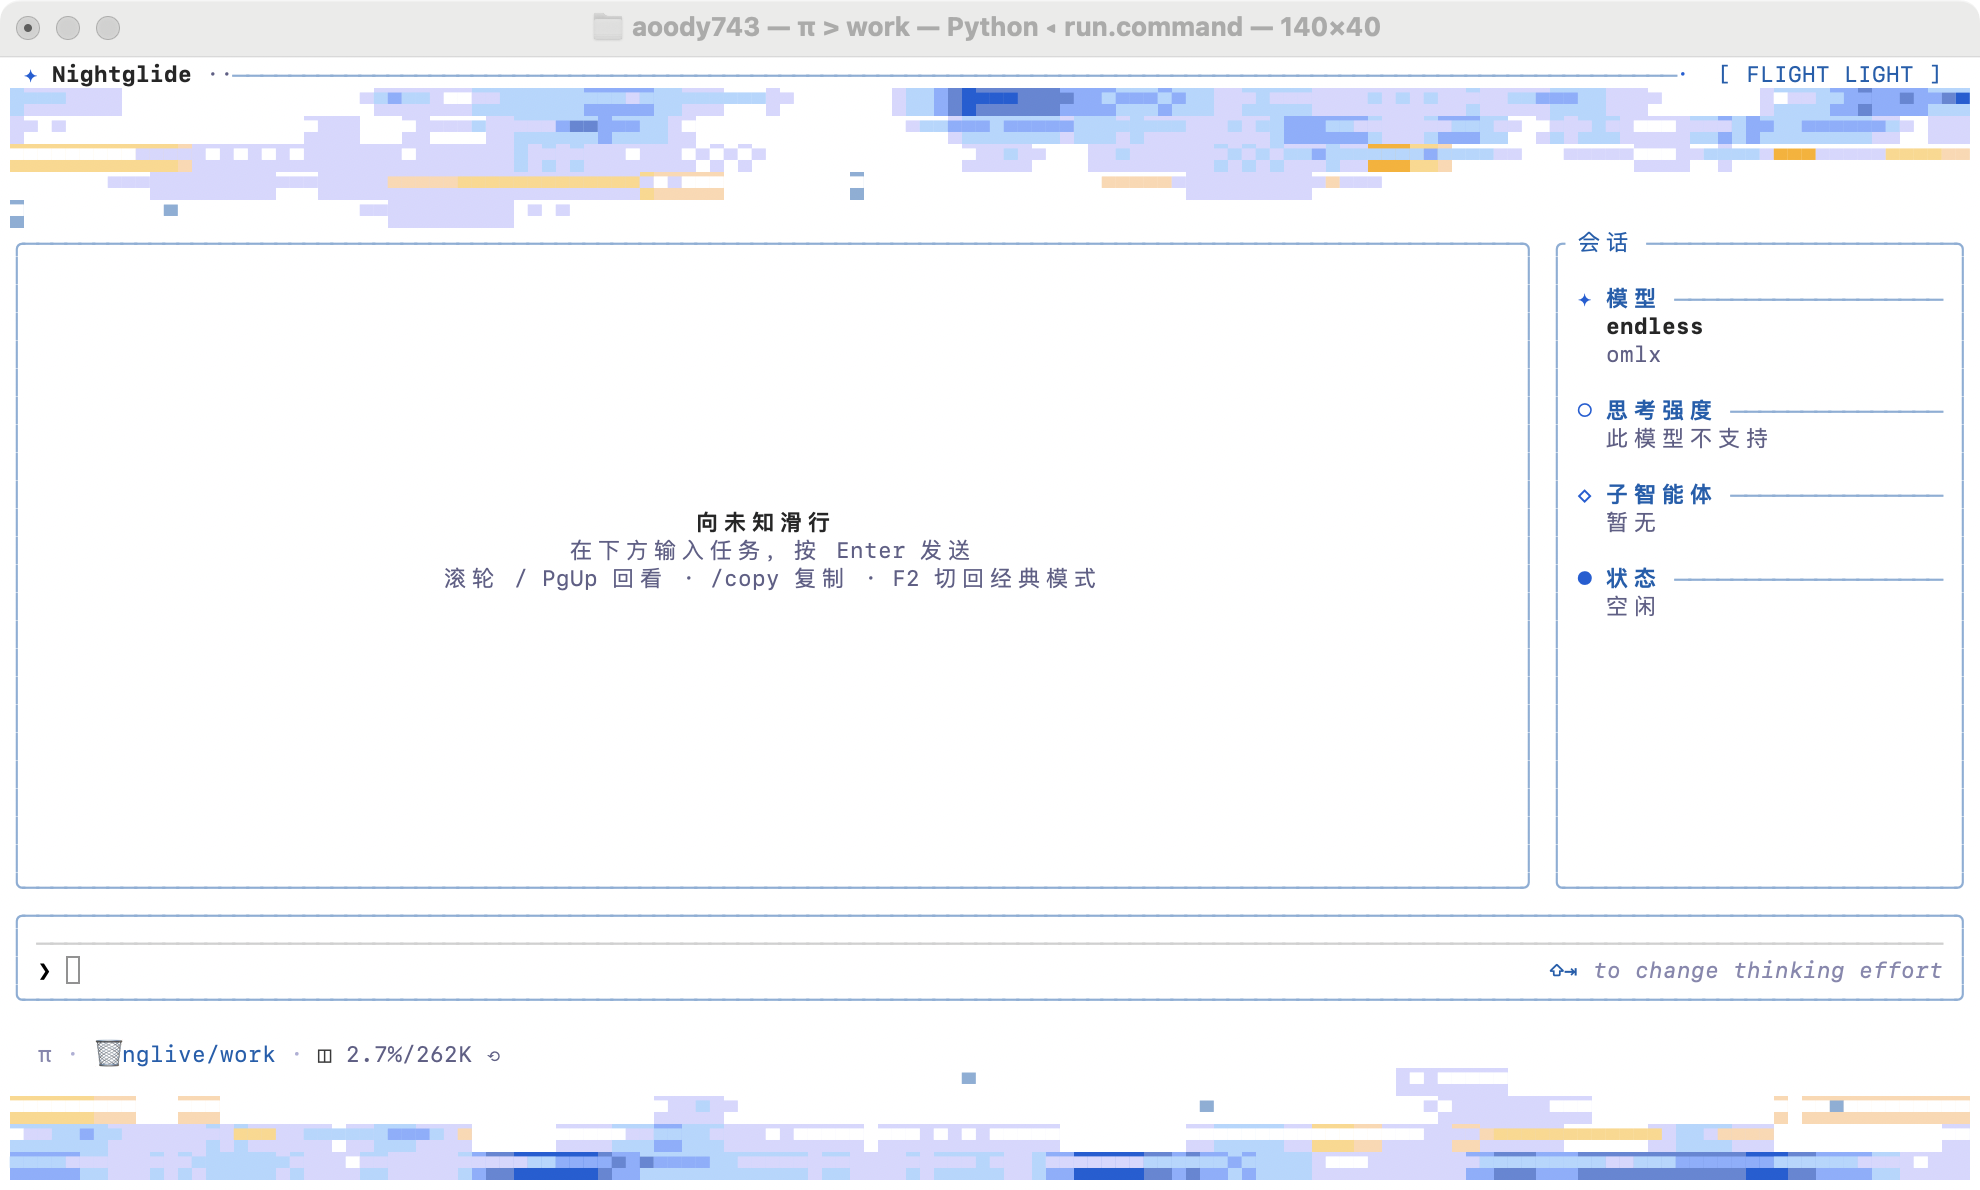 aoody743 — π > work — Python ◂ run.command — 140×40
✦ Nightglide ·· · [ FLIGHT LIGHT ]
会话
✦ 模型
endless
omlx
○ 思考强度
此模型不支持
◇ 子智能体
暂无
● 状态
空闲
向未知滑行
在下方输入任务，按 Enter 发送
滚轮 / PgUp 回看 · /copy 复制 · F2 切回经典模式
❯ ⇧⇥ to change thinking effort
π · 🗑nglive/work · ◫ 2.7%/262K ⟲